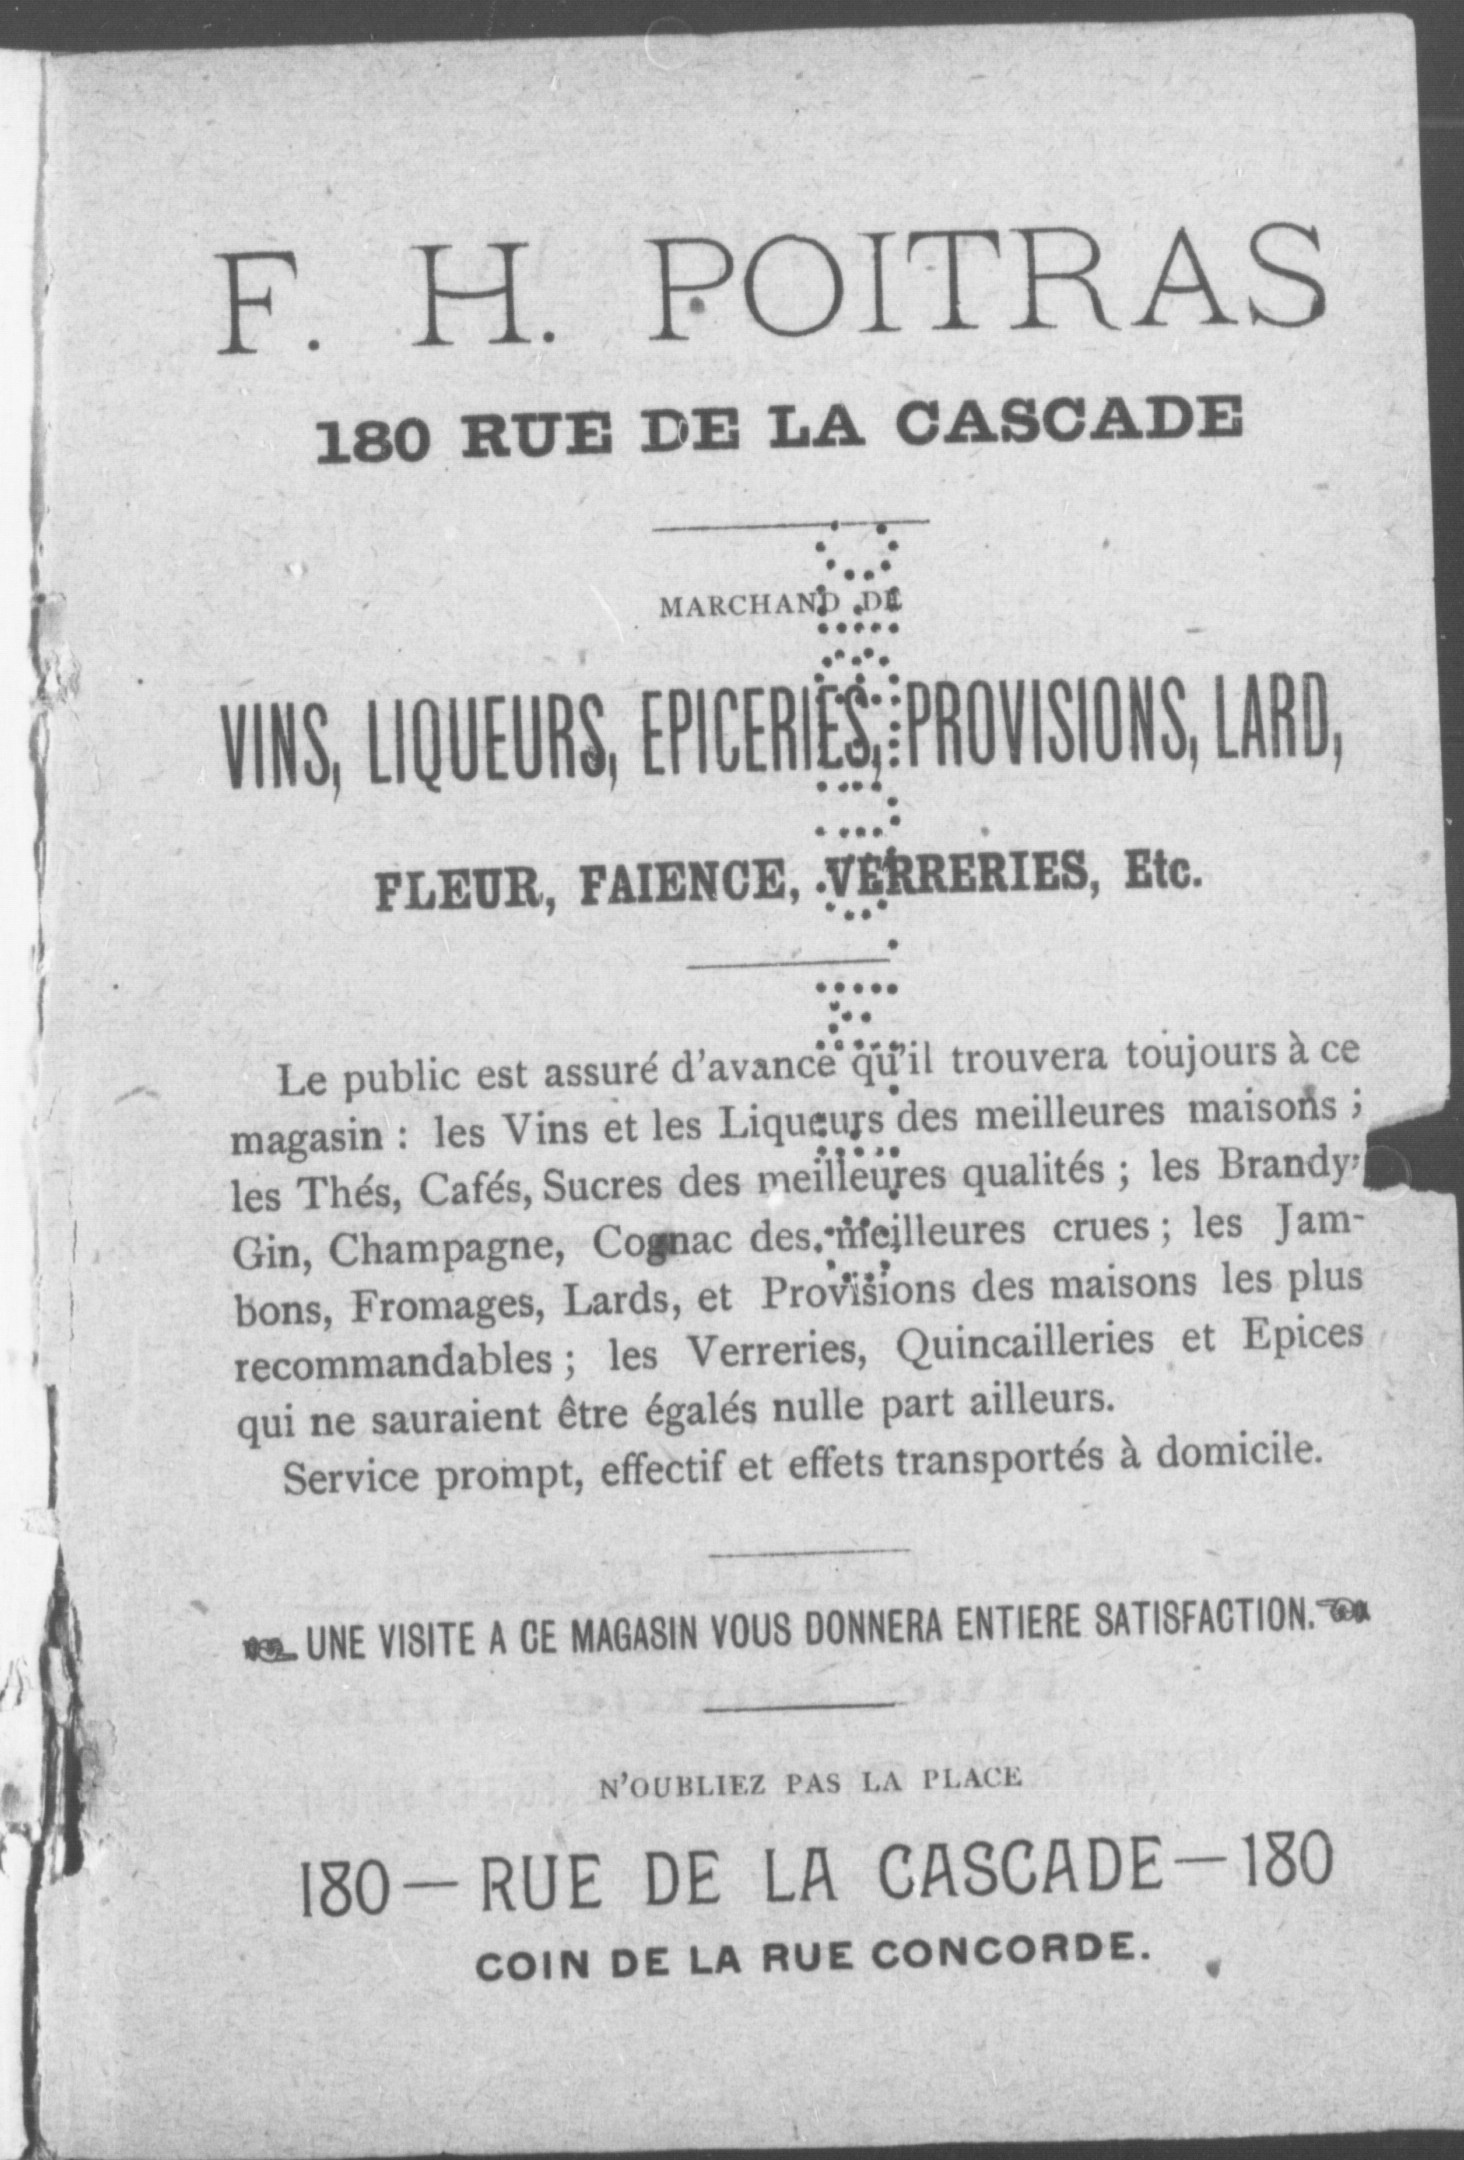 F. H. POITRAS
180 RUE DE LA CASCADE
MARCHAND DE
VINS, LIQUEURS, EPICERIES, PROVISIONS, LARD,
FLEUR, FAIENCE, VERRERIES, Etc.
Le public est assuré d'avance qu'il trouvera toujours à ce
magasin : les Vins et les Liqueurs des meilleures maisons ;
les Thés, Cafés, Sucres des meilleures qualités ; les Brandy,
Gin, Champagne, Cognac des meilleures crues ; les Jam-
bons, Fromages, Lards, et Provisions des maisons les plus
recommandables ; les Verreries, Quincailleries et Epices
qui ne sauraient être égalés nulle part ailleurs.
Service prompt, effectif et effets transportés à domicile.
UNE VISITE A CE MAGASIN VOUS DONNERA ENTIERE SATISFACTION.
N'OUBLIEZ PAS LA PLACE
180 — RUE DE LA CASCADE — 180
COIN DE LA RUE CONCORDE.